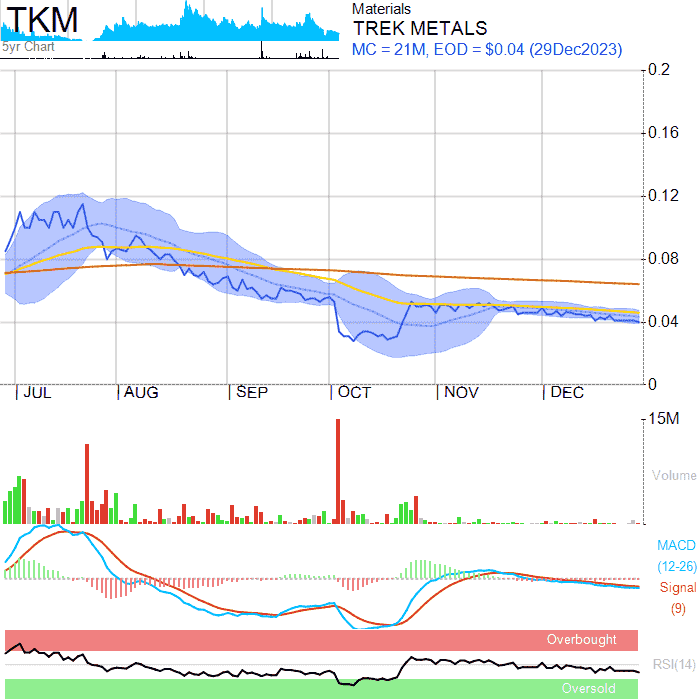 TKM
5yr Chart
Materials
TREK METALS
MC = 21M, EOD = $0.04 (29Dec2023)
0.2
0.16
0.12
0.08
0.04
0
JUL AUG SEP OCT NOV DEC
15M
Volume
MACD
(12-26)
Signal
(9)
Overbought
RSI(14)
Oversold